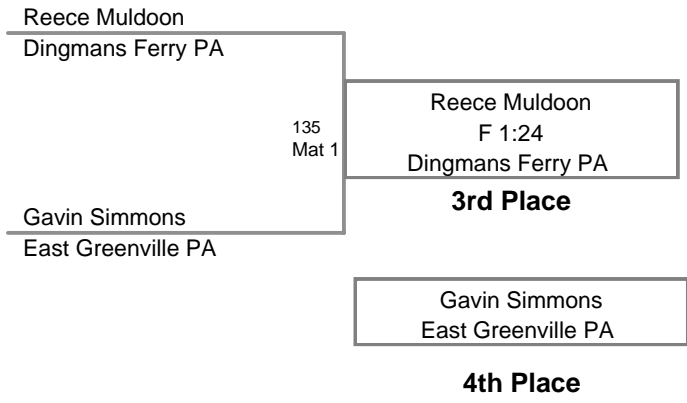 Reece Muldoon
Dingmans Ferry PA
135
Mat 1
Reece Muldoon
F 1:24
Dingmans Ferry PA
3rd Place
Gavin Simmons
East Greenville PA
Gavin Simmons
East Greenville PA
4th Place